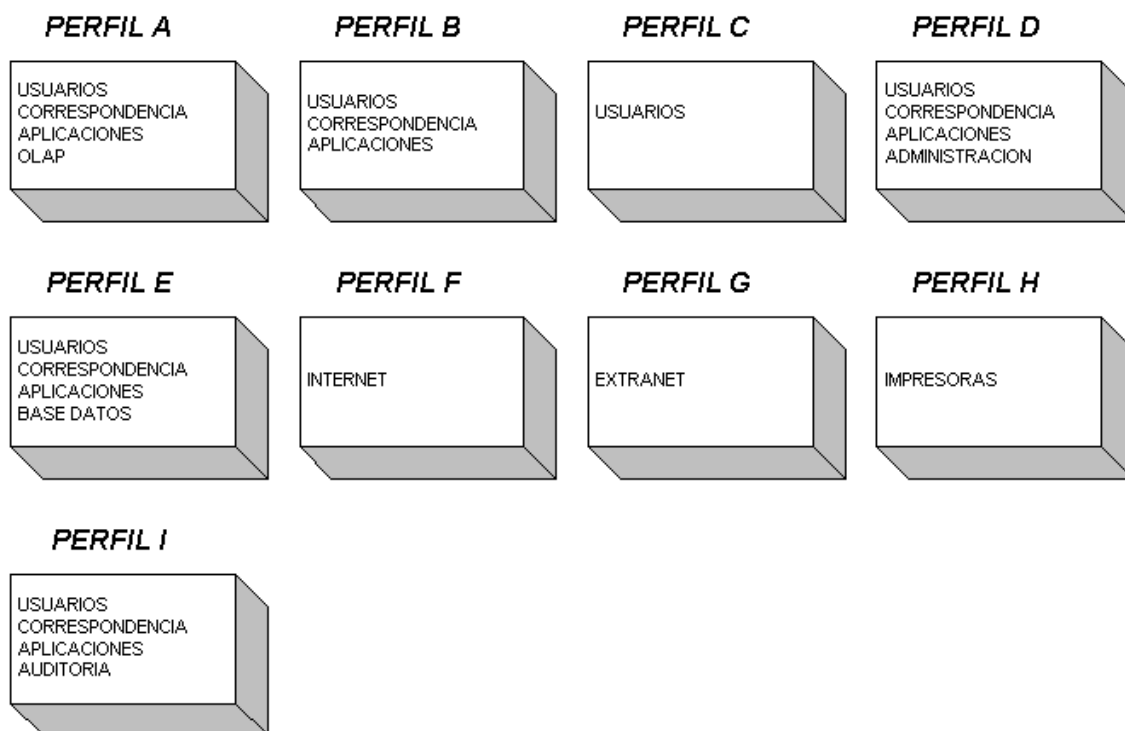 PERFIL A
USUARIOS
CORRESPONDENCIA
APLICACIONES
OLAP
PERFIL B
USUARIOS
CORRESPONDENCIA
APLICACIONES
PERFIL C
USUARIOS
PERFIL D
USUARIOS
CORRESPONDENCIA
APLICACIONES
ADMINISTRACION
PERFIL E
USUARIOS
CORRESPONDENCIA
APLICACIONES
BASE DATOS
PERFIL F
INTERNET
PERFIL G
EXTRANET
PERFIL H
IMPRESORAS
PERFIL I
USUARIOS
CORRESPONDENCIA
APLICACIONES
AUDITORIA